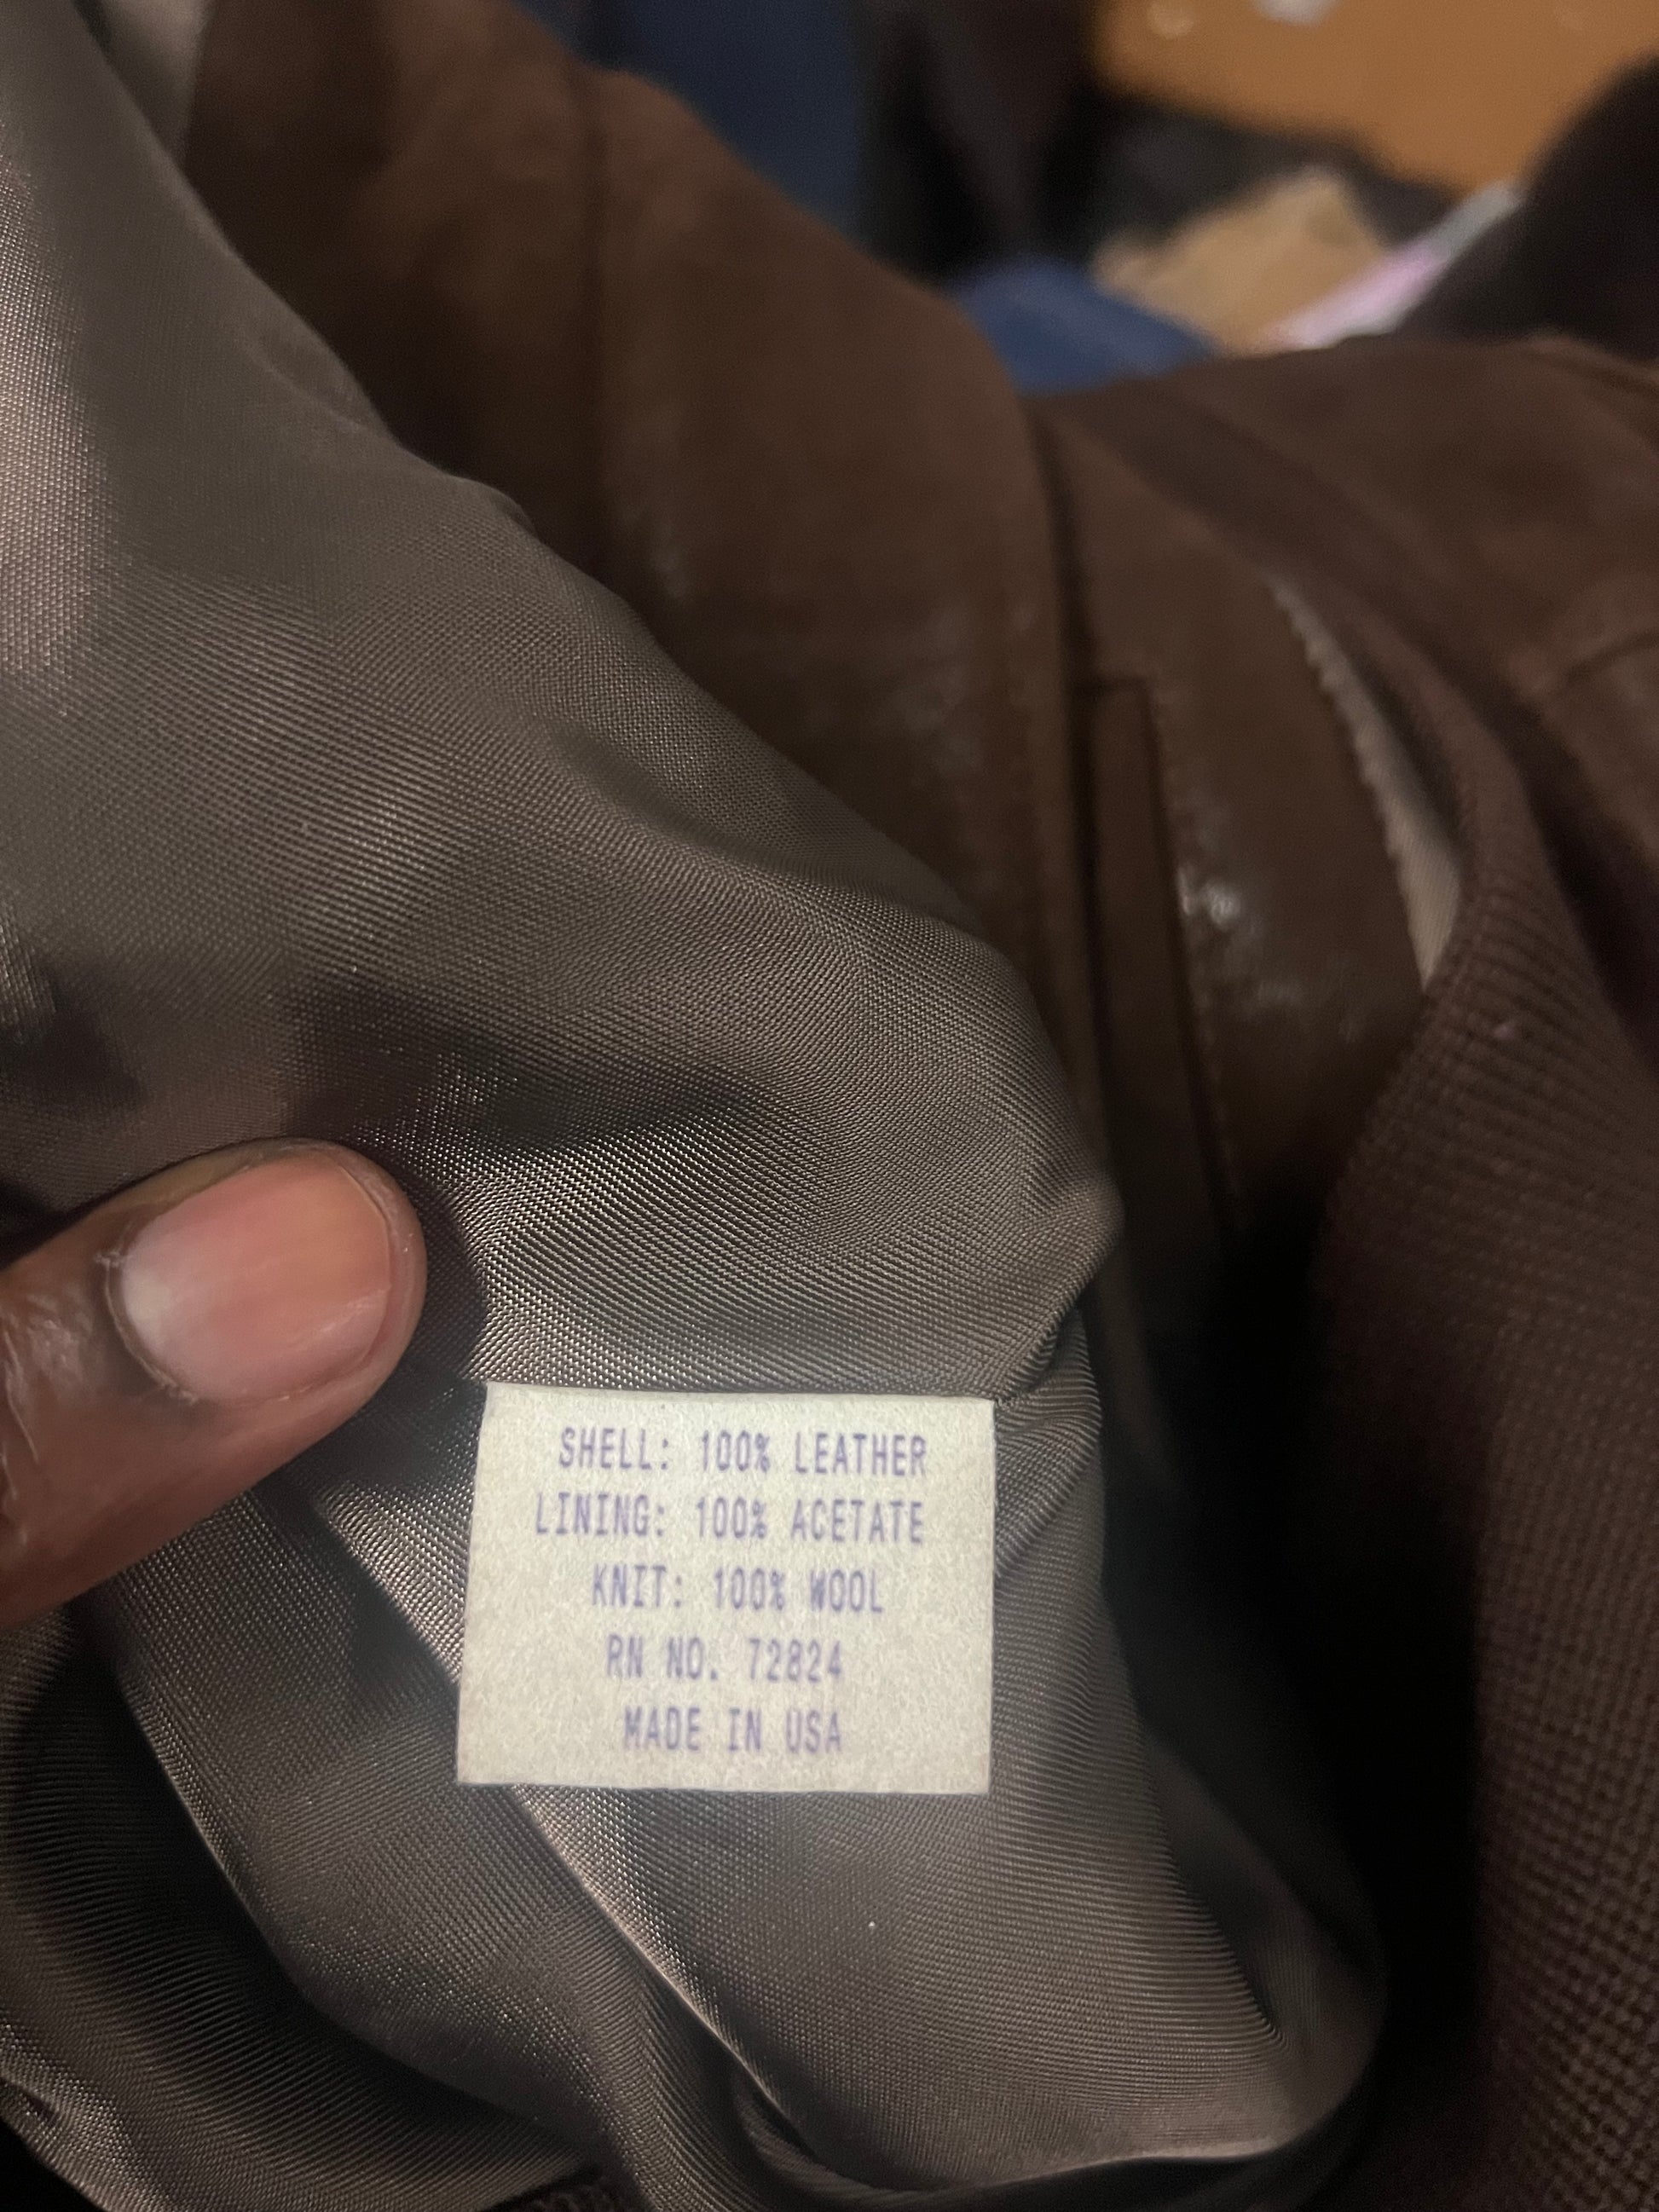 SHELL: 100% LEATHER
LINING: 100% ACETATE
KNIT: 100% WOOL
RN NO. 72824
MADE IN USA